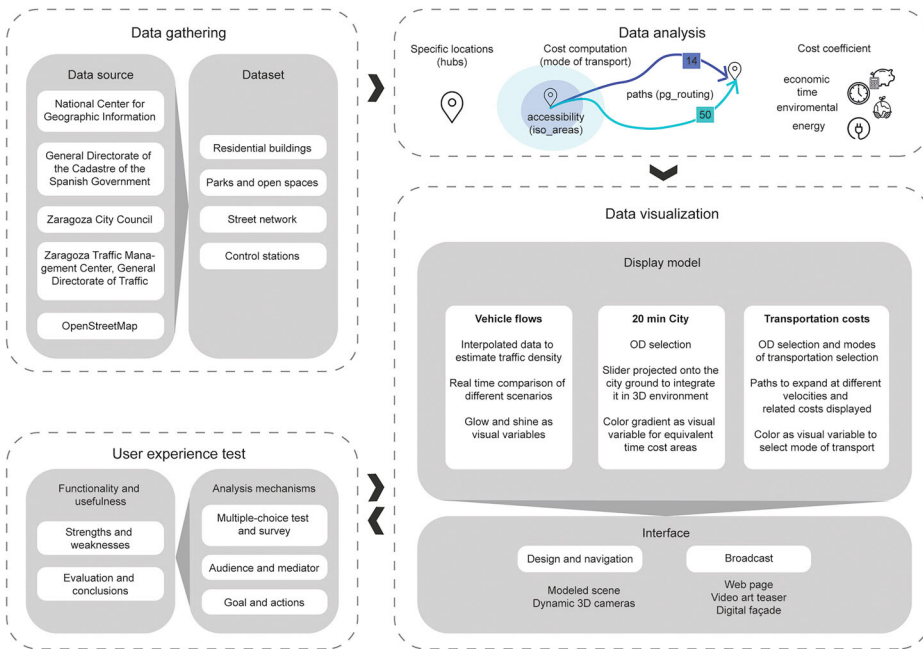 Data gathering
Data source
National Center for
Geographic Information
General Directorate of
the Cadastre of the
Spanish Government
Zaragoza City Council
Zaragoza Traffic Mana-
gement Center, General
Directorate of Traffic
OpenStreetMap
Dataset
Residential buildings
Parks and open spaces
Street network
Control stations
Data analysis
Specific locations
(hubs)
Cost computation
(mode of transport)
accessibility
(iso_areas)
14
paths (pg_routing)
50
Cost coefficient
economic
time
enviromental
energy
Data visualization
Display model
Vehicle flows
Interpolated data to
estimate traffic density
Real time comparison of
different scenarios
Glow and shine as
visual variables
20 min City
OD selection
Slider projected onto the
city ground to integrate
it in 3D environment
Color gradient as visual
variable for equivalent
time cost areas
Transportation costs
OD selection and modes
of transportation selection
Paths to expand at different
velocities and
related costs displayed
Color as visual variable to
select mode of transport
Interface
Design and navigation
Modeled scene
Dynamic 3D cameras
Broadcast
Web page
Video art teaser
Digital façade
User experience test
Functionality and
usefulness
Strengths and
weaknesses
Evaluation and
conclusions
Analysis mechanisms
Multiple-choice test
and survey
Audience and mediator
Goal and actions